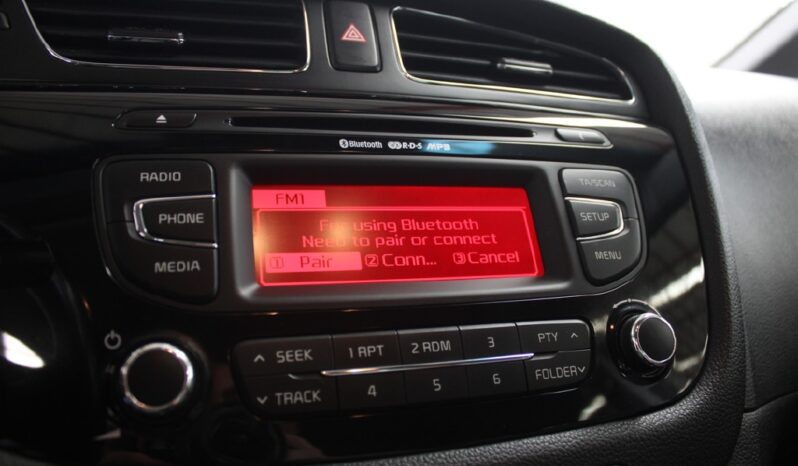 Bluetooth R·D·S MP3
RADIO
PHONE
MEDIA
FM1
For using Bluetooth
Need to pair or connect
1 Pair 2 Conn... 3 Cancel
TA/SCAN
SETUP
MENU
SEEK 1 RPT 2 RDM 3 PTY
TRACK 4 5 6 FOLDER